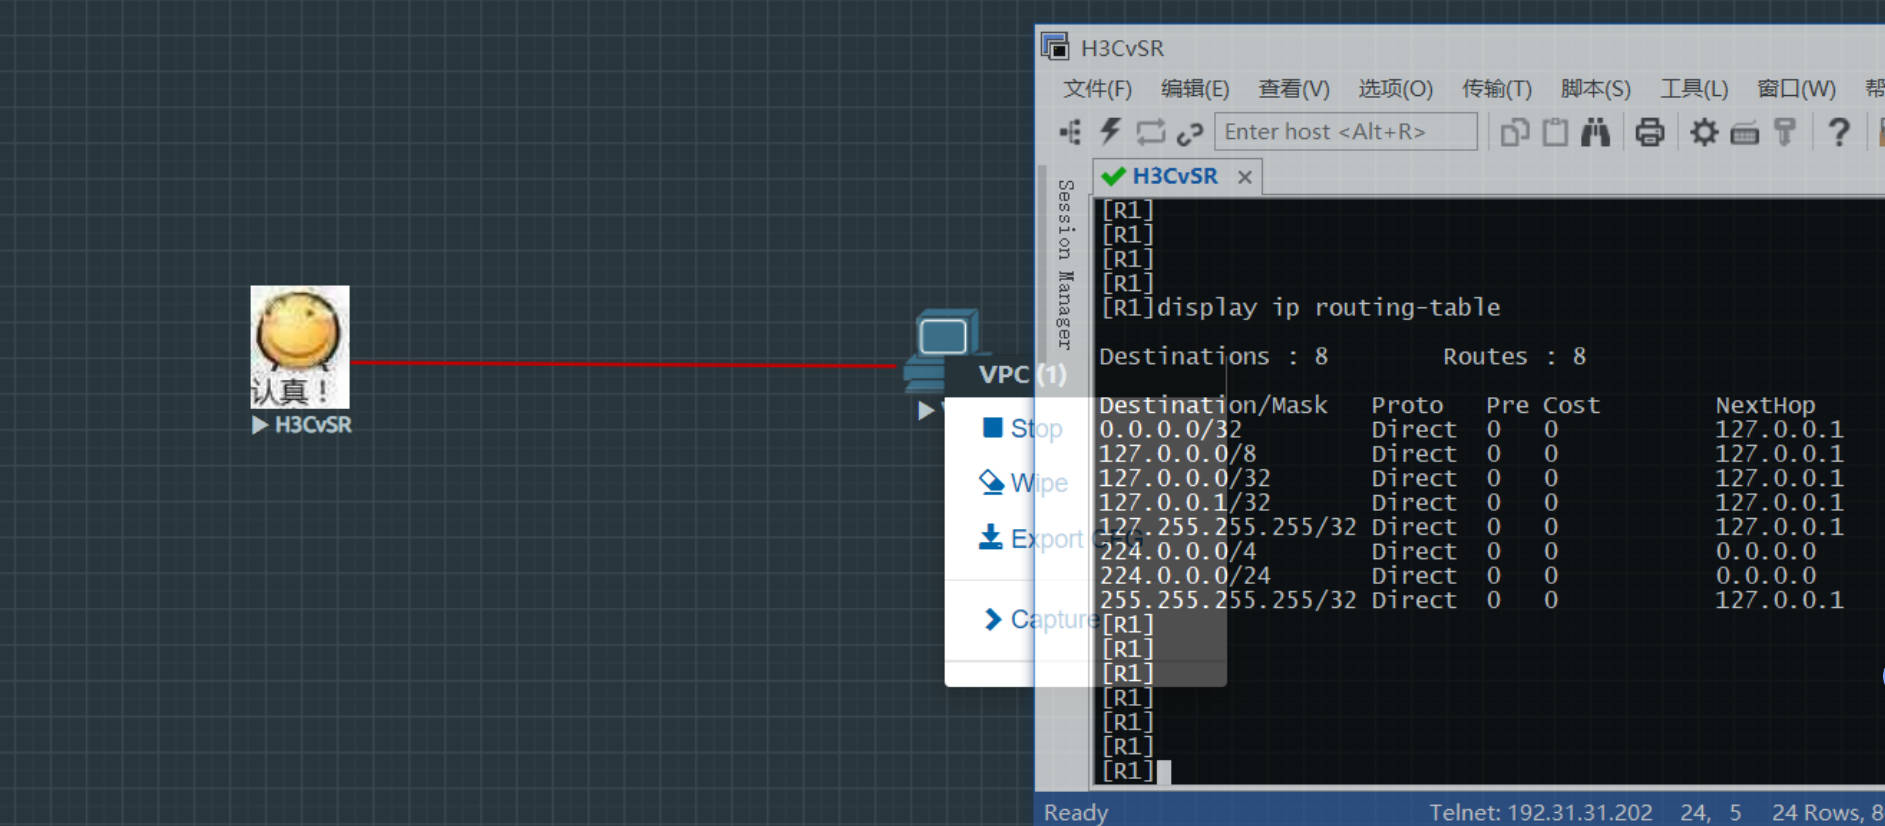 H3CvSR
文件(F) 编辑(E) 查看(V) 选项(O) 传输(T) 脚本(S) 工具(L) 窗口(W) 帮
Enter host <Alt+R>
H3CvSR
Session Manager
[R1]
[R1]
[R1]
[R1]
[R1]display ip routing-table
Destinations : 8 Routes : 8
Destination/Mask Proto Pre Cost NextHop
0.0.0.0/32 Direct 0 0 127.0.0.1
127.0.0.0/8 Direct 0 0 127.0.0.1
127.0.0.0/32 Direct 0 0 127.0.0.1
127.0.0.1/32 Direct 0 0 127.0.0.1
127.255.255.255/32 Direct 0 0 127.0.0.1
224.0.0.0/4 Direct 0 0 0.0.0.0
224.0.0.0/24 Direct 0 0 0.0.0.0
255.255.255.255/32 Direct 0 0 127.0.0.1
[R1]
[R1]
[R1]
[R1]
[R1]
[R1]
[R1]
Ready Telnet: 192.31.31.202 24, 5 24 Rows, 8
认真！
H3CvSR
VPC (1)
Stop
Wipe
Export CFG
Capture